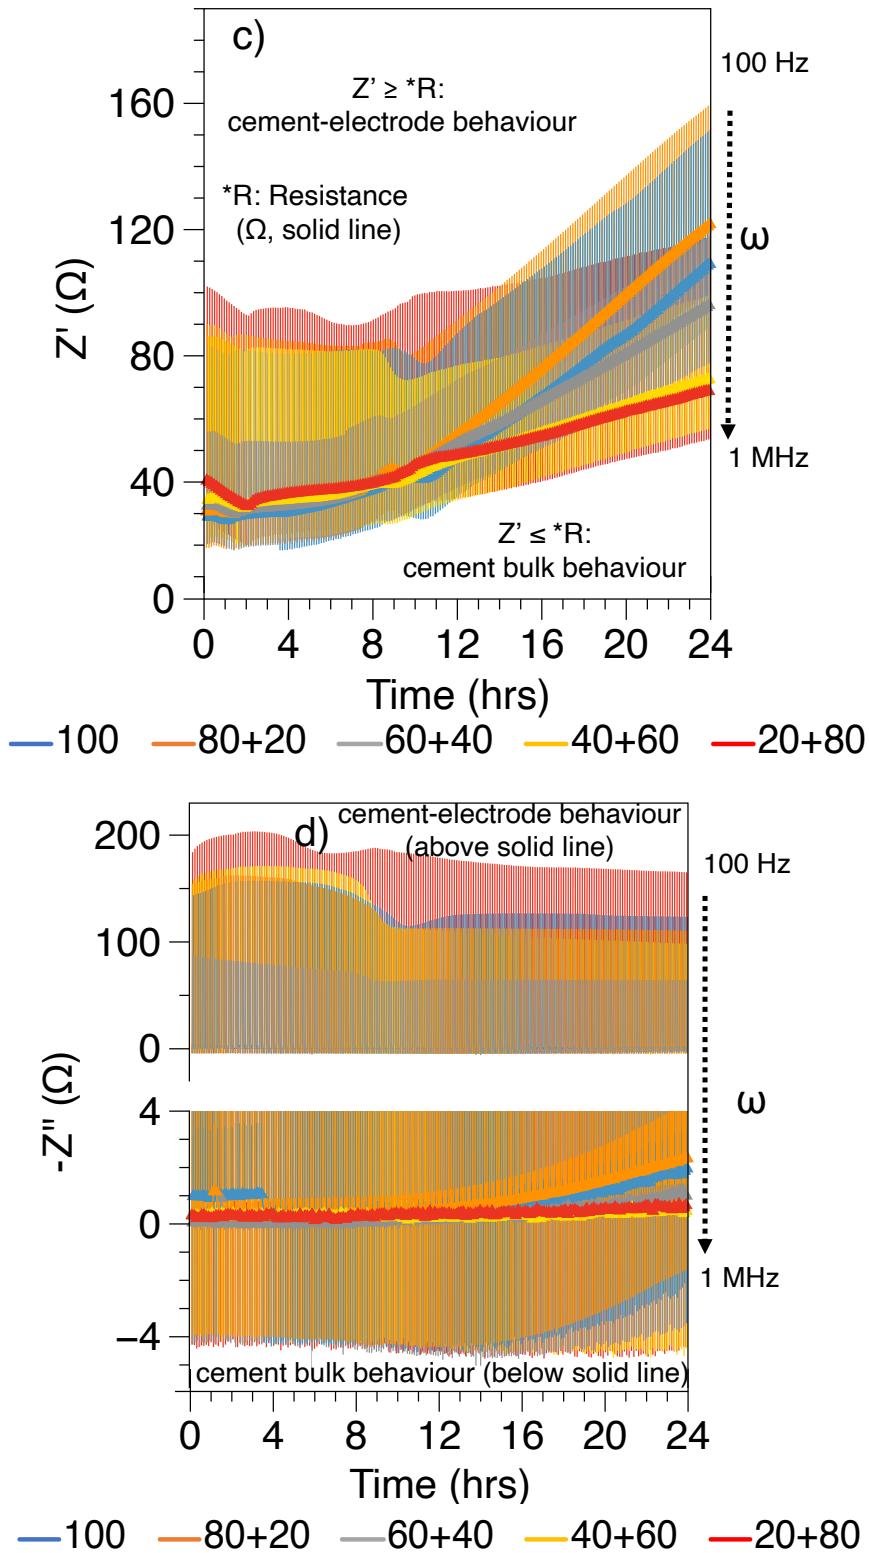 c)
100 Hz
Z' ≥ *R:
cement-electrode behaviour
*R: Resistance
(Ω, solid line)
160
120
80
40
0
Z' (Ω)
ω
1 MHz
Z' ≤ *R:
cement bulk behaviour
0 4 8 12 16 20 24
Time (hrs)
100 80+20 60+40 40+60 20+80
d)
cement-electrode behaviour
(above solid line)
100 Hz
200
100
0
4
0
−4
-Z'' (Ω)
ω
1 MHz
cement bulk behaviour (below solid line)
0 4 8 12 16 20 24
Time (hrs)
100 80+20 60+40 40+60 20+80